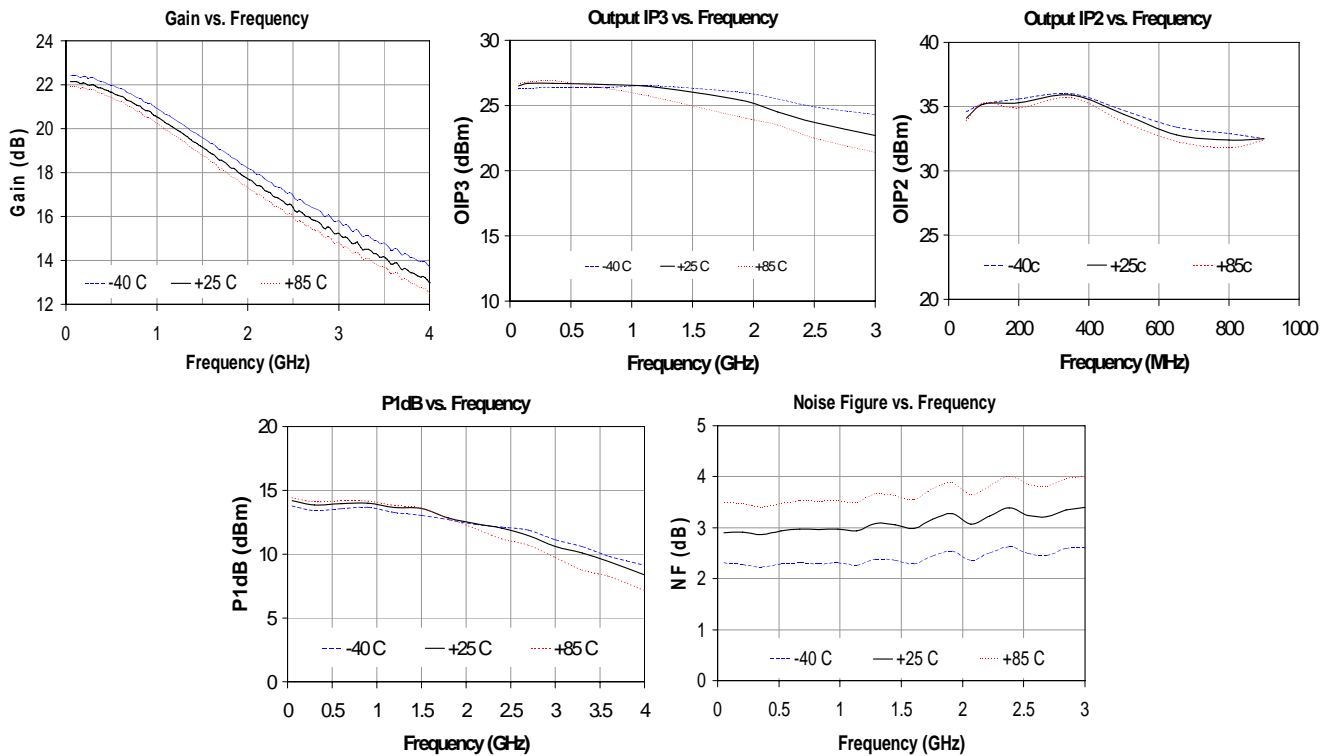 Gain vs. Frequency
24
22
20
18
16
14
12
Gain (dB)
-40 C +25 C +85 C
0 1 2 3 4
Frequency (GHz)
Output IP3 vs. Frequency
30
25
20
15
10
OIP3 (dBm)
-40 C +25 C +85 C
0 0.5 1 1.5 2 2.5 3
Frequency (GHz)
Output IP2 vs. Frequency
40
35
30
25
20
OIP2 (dBm)
-40c +25c +85c
0 200 400 600 800 1000
Frequency (MHz)
P1dB vs. Frequency
20
15
10
5
0
P1dB (dBm)
-40 C +25 C +85 C
0 0.5 1 1.5 2 2.5 3 3.5 4
Frequency (GHz)
Noise Figure vs. Frequency
5
4
3
2
1
0
NF (dB)
-40 C +25 C +85 C
0 0.5 1 1.5 2 2.5 3
Frequency (GHz)